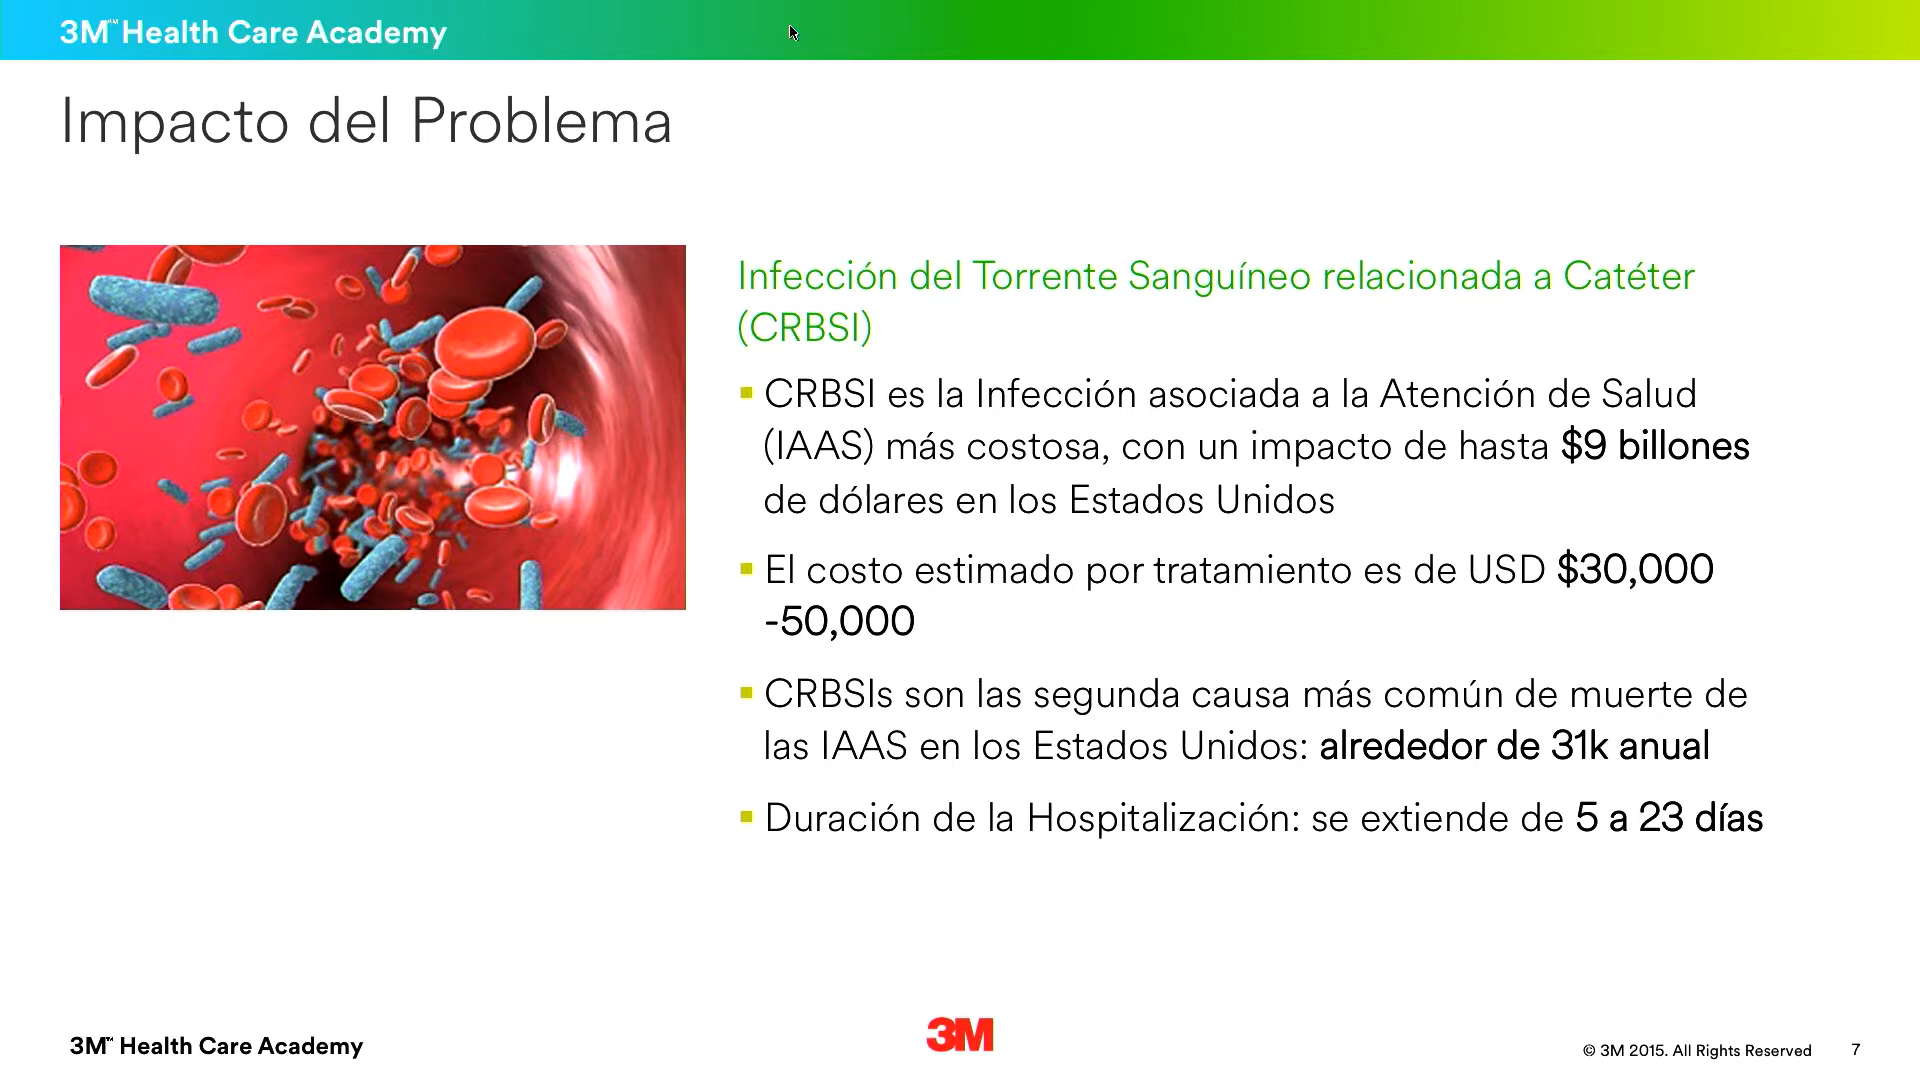 3M™ Health Care Academy
Impacto del Problema
Infección del Torrente Sanguíneo relacionada a Catéter
(CRBSI)
CRBSI es la Infección asociada a la Atención de Salud
(IAAS) más costosa, con un impacto de hasta $9 billones
de dólares en los Estados Unidos
El costo estimado por tratamiento es de USD $30,000
-50,000
CRBSIs son las segunda causa más común de muerte de
las IAAS en los Estados Unidos: alrededor de 31k anual
Duración de la Hospitalización: se extiende de 5 a 23 días
3M™ Health Care Academy
3M
© 3M 2015. All Rights Reserved
7